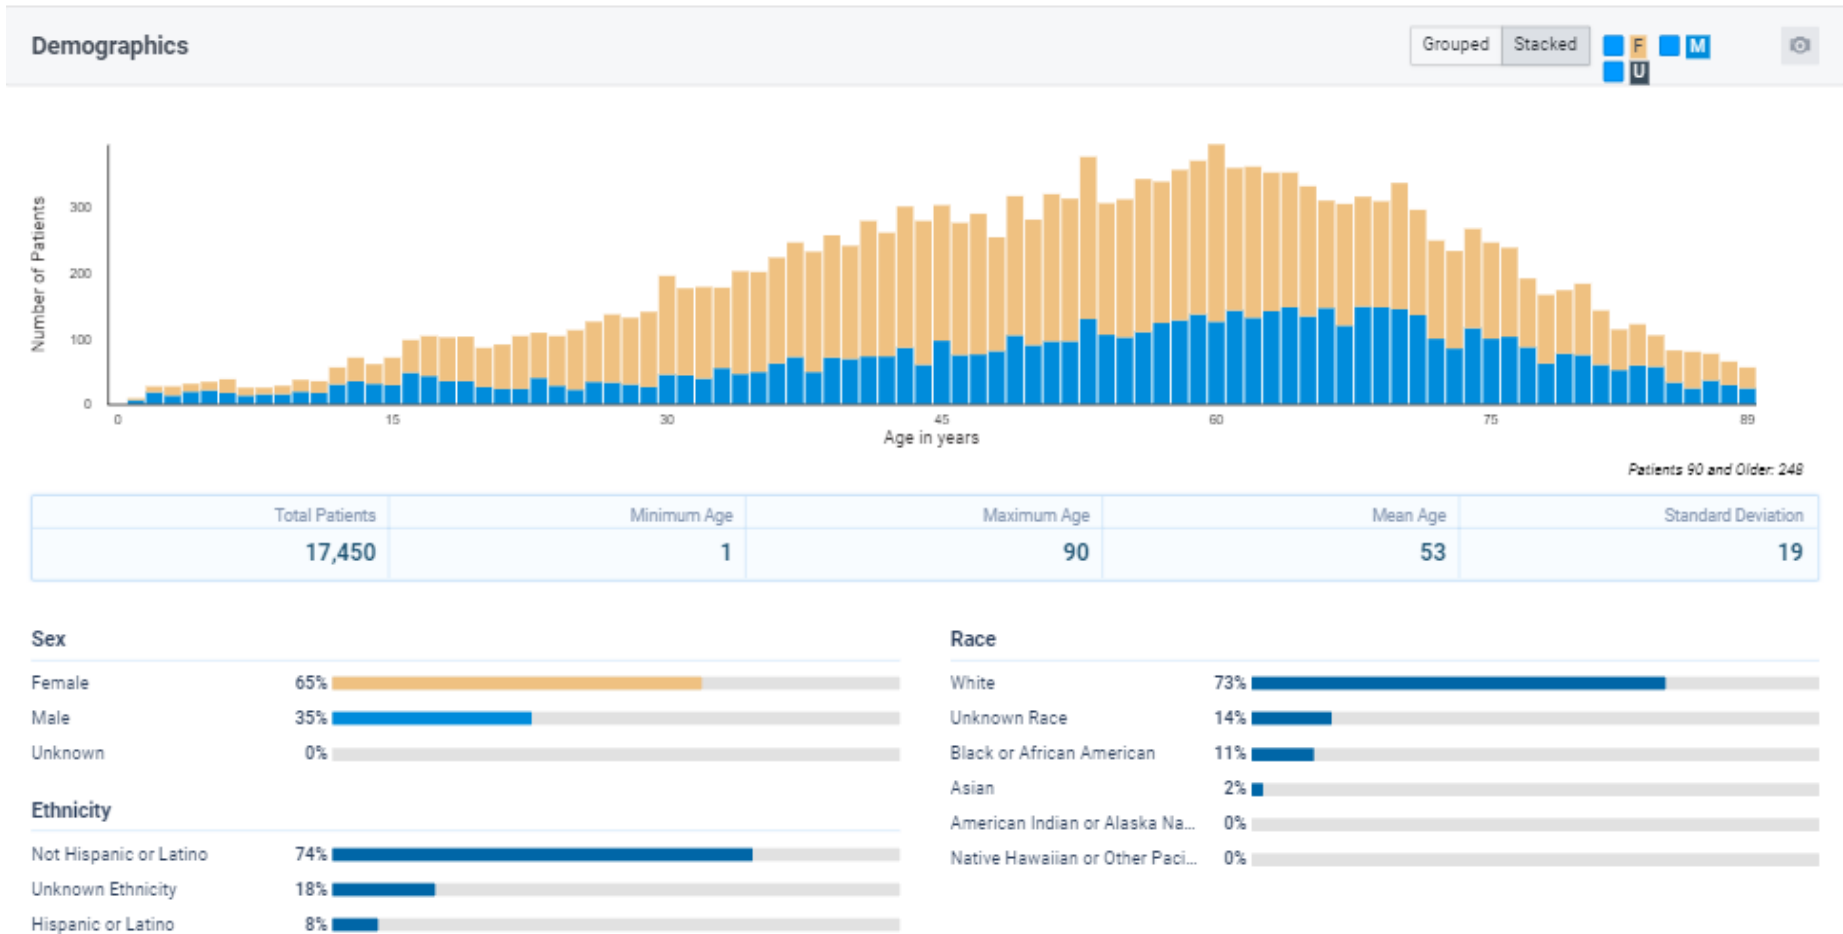 Demographics
Grouped Stacked F M
U
Number of Patients
300
200
100
0
0 15 30 45 60 75 89
Age in years
Patients 90 and Older: 248
Total Patients Minimum Age Maximum Age Mean Age Standard Deviation
17,450 1 90 53 19
Sex
Female 65%
Male 35%
Unknown 0%
Ethnicity
Not Hispanic or Latino 74%
Unknown Ethnicity 18%
Hispanic or Latino 8%
Race
White 73%
Unknown Race 14%
Black or African American 11%
Asian 2%
American Indian or Alaska Na... 0%
Native Hawaiian or Other Paci... 0%